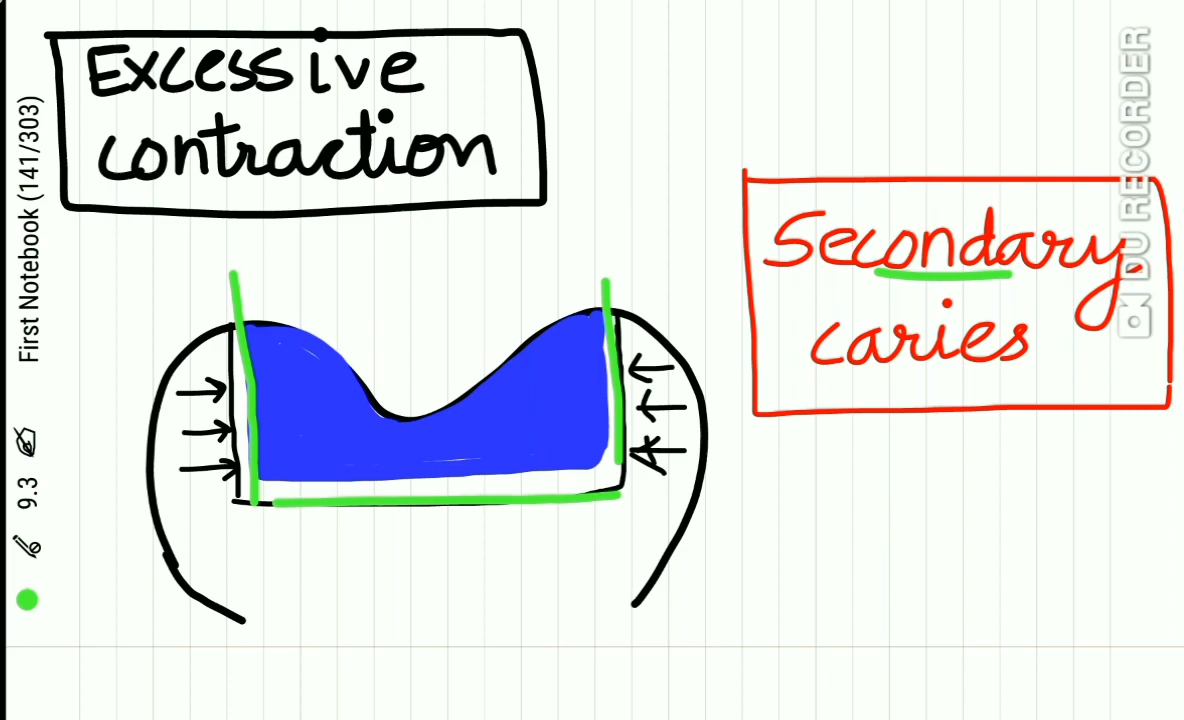 Excessive
contraction
Secondary
caries
First Notebook (141/303)
9.3
DU RECORDER